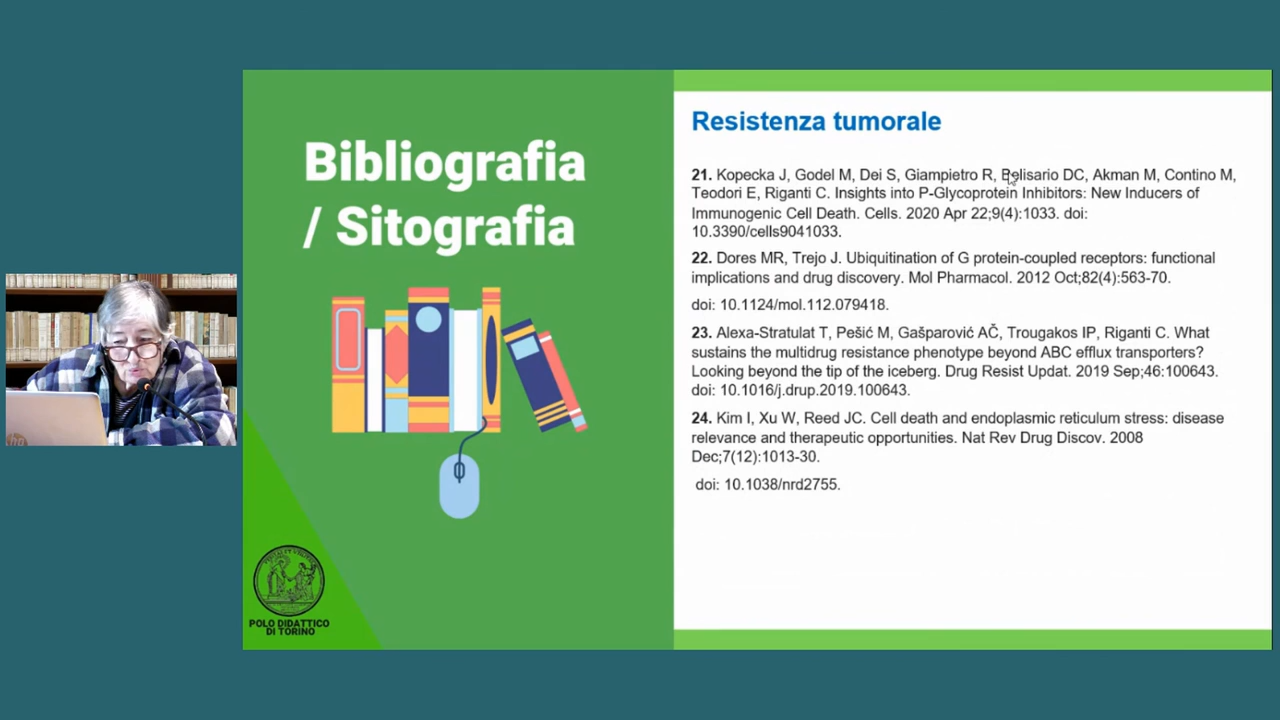 Bibliografia
/ Sitografia
POLO DIDATTICO
DI TORINO
Resistenza tumorale
21. Kopecka J, Godel M, Dei S, Giampietro R, Belisario DC, Akman M, Contino M,
Teodori E, Riganti C. Insights into P-Glycoprotein Inhibitors: New Inducers of
Immunogenic Cell Death. Cells. 2020 Apr 22;9(4):1033. doi:
10.3390/cells9041033.
22. Dores MR, Trejo J. Ubiquitination of G protein-coupled receptors: functional
implications and drug discovery. Mol Pharmacol. 2012 Oct;82(4):563-70.
doi: 10.1124/mol.112.079418.
23. Alexa-Stratulat T, Pešić M, Gašparović AČ, Trougakos IP, Riganti C. What
sustains the multidrug resistance phenotype beyond ABC efflux transporters?
Looking beyond the tip of the iceberg. Drug Resist Updat. 2019 Sep;46:100643.
doi: 10.1016/j.drup.2019.100643.
24. Kim I, Xu W, Reed JC. Cell death and endoplasmic reticulum stress: disease
relevance and therapeutic opportunities. Nat Rev Drug Discov. 2008
Dec;7(12):1013-30.
doi: 10.1038/nrd2755.